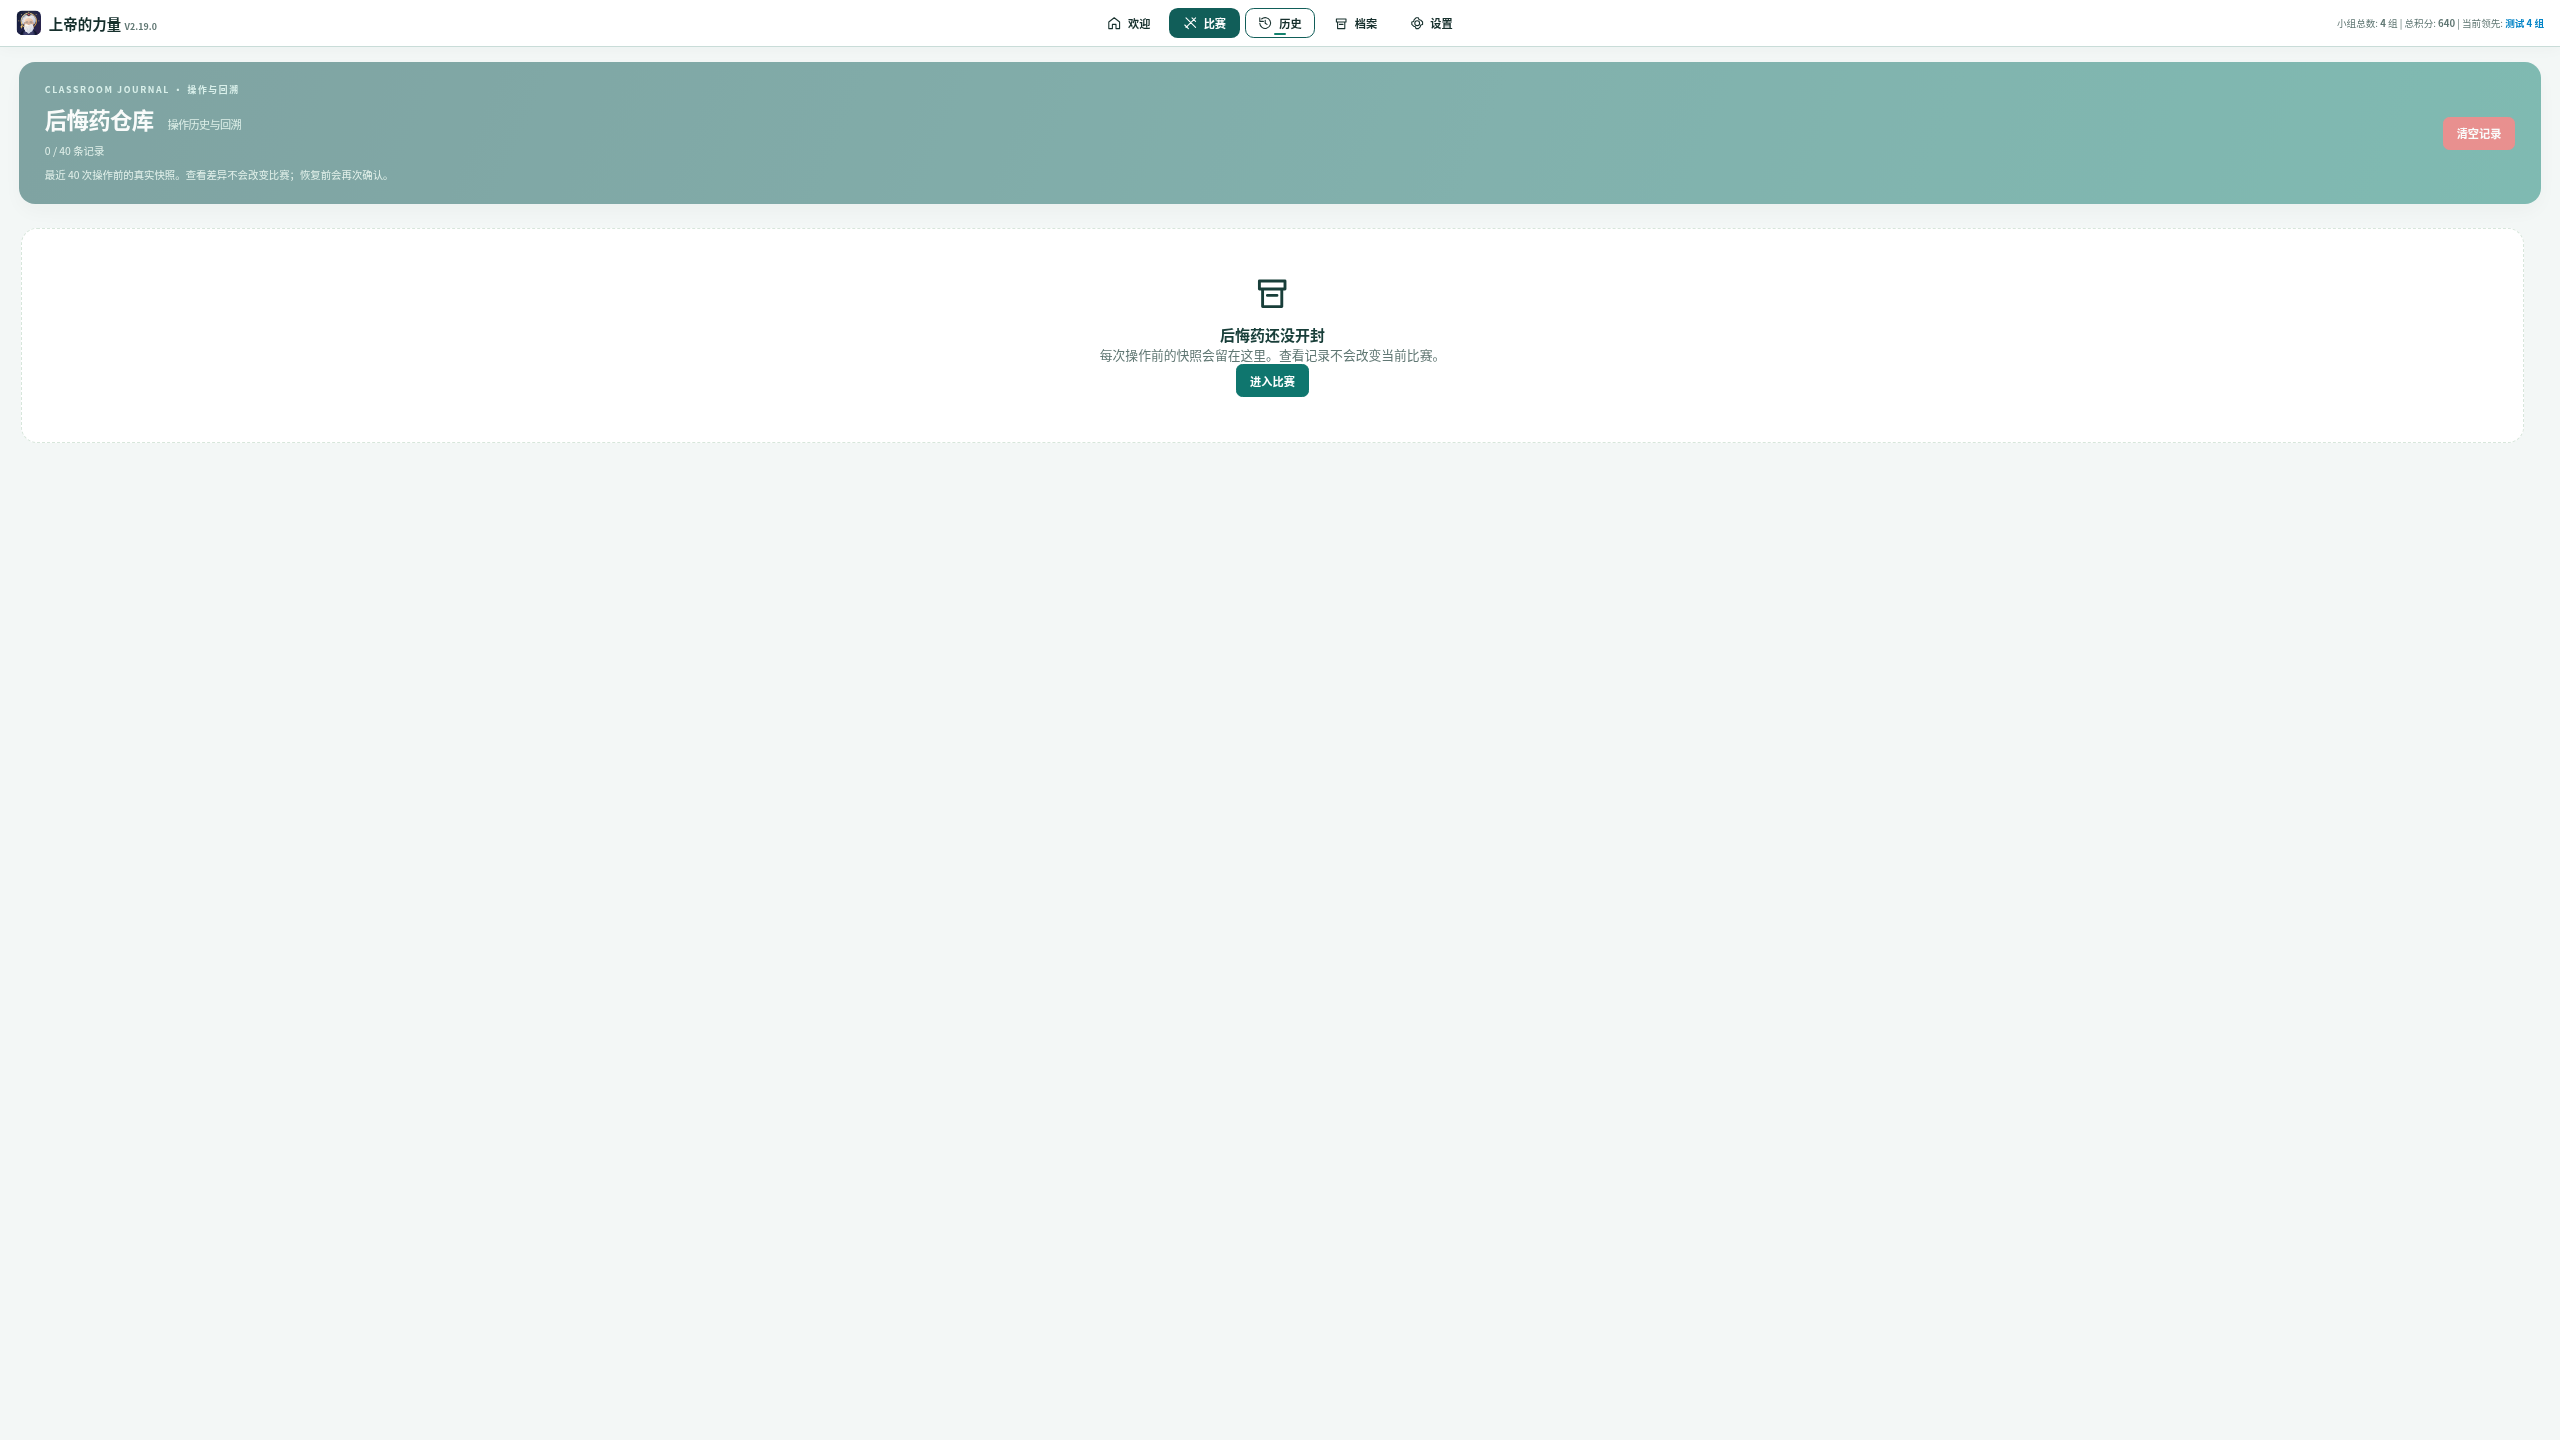 上帝的力量 V2.19.0
欢迎
比赛
历史
档案
设置
小组总数: 4 组 | 总积分: 640 | 当前领先: 测试 4 组
CLASSROOM JOURNAL · 操作与回溯
后悔药仓库 操作历史与回溯
0 / 40 条记录
最近 40 次操作前的真实快照。查看差异不会改变比赛；恢复前会再次确认。
清空记录
后悔药还没开封
每次操作前的快照会留在这里。查看记录不会改变当前比赛。
进入比赛